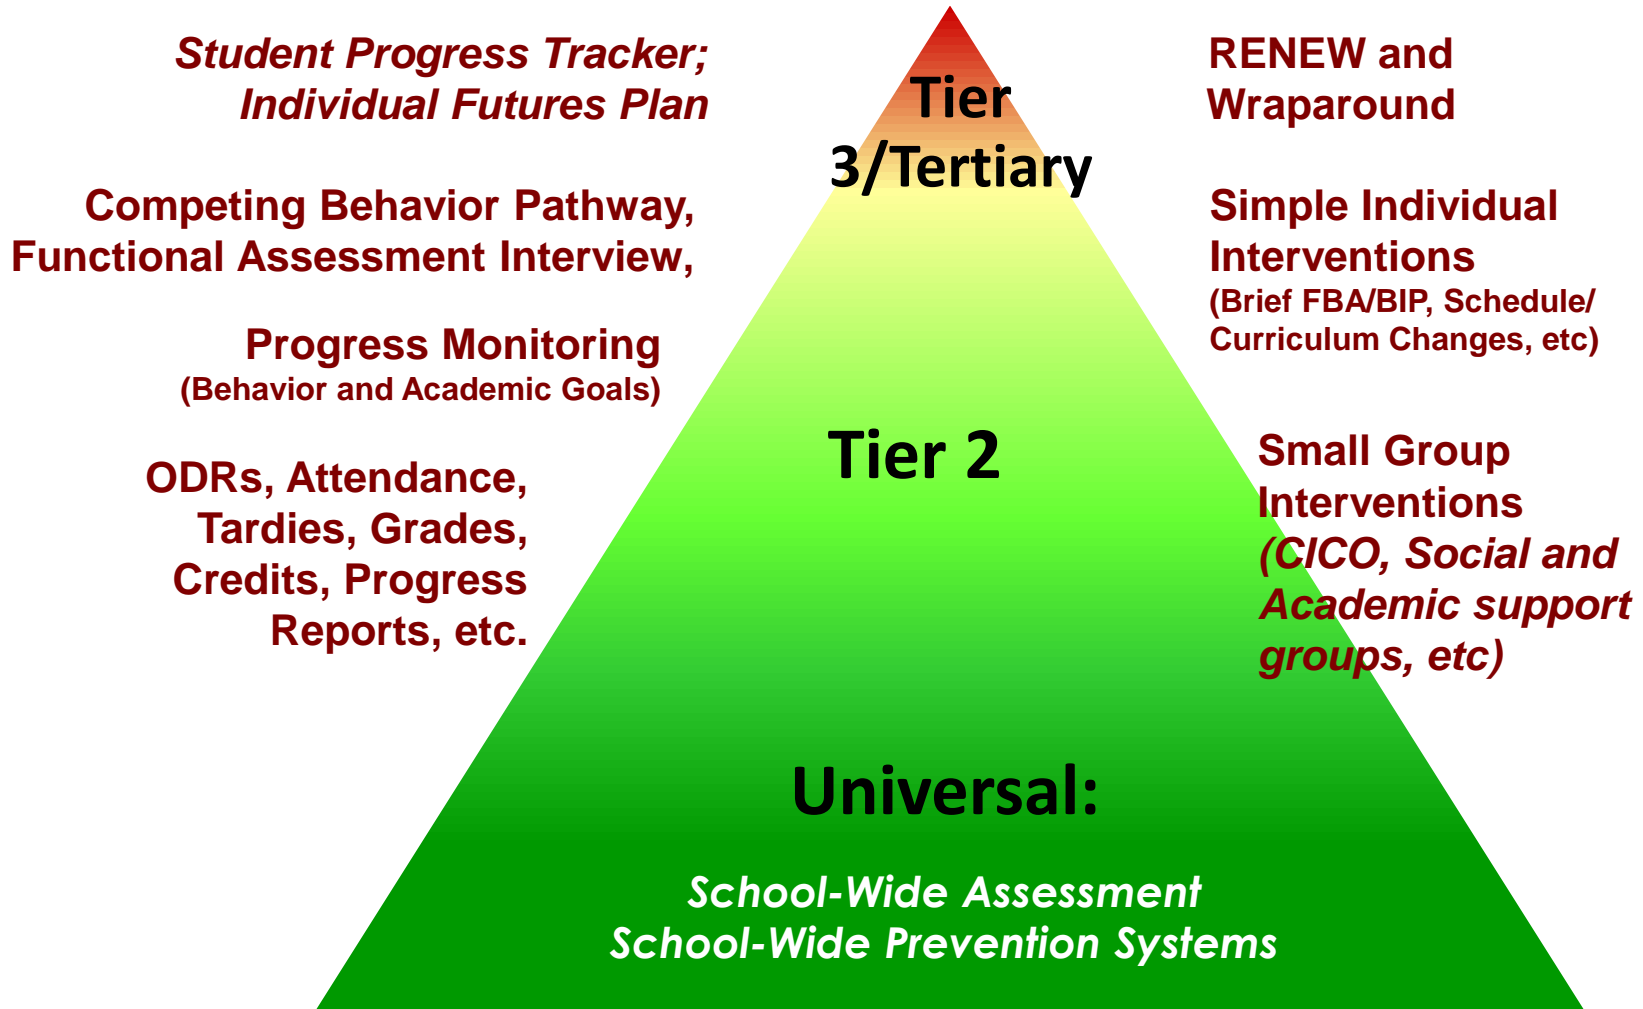 Student Progress Tracker;
Individual Futures Plan
Competing Behavior Pathway,
Functional Assessment Interview,
Progress Monitoring
(Behavior and Academic Goals)
ODRs, Attendance,
Tardies, Grades,
Credits, Progress
Reports, etc.
Tier
3/Tertiary
Tier 2
Universal:
School-Wide Assessment
School-Wide Prevention Systems
RENEW and
Wraparound
Simple Individual
Interventions
(Brief FBA/BIP, Schedule/
Curriculum Changes, etc)
Small Group
Interventions
(CICO, Social and
Academic support
groups, etc)